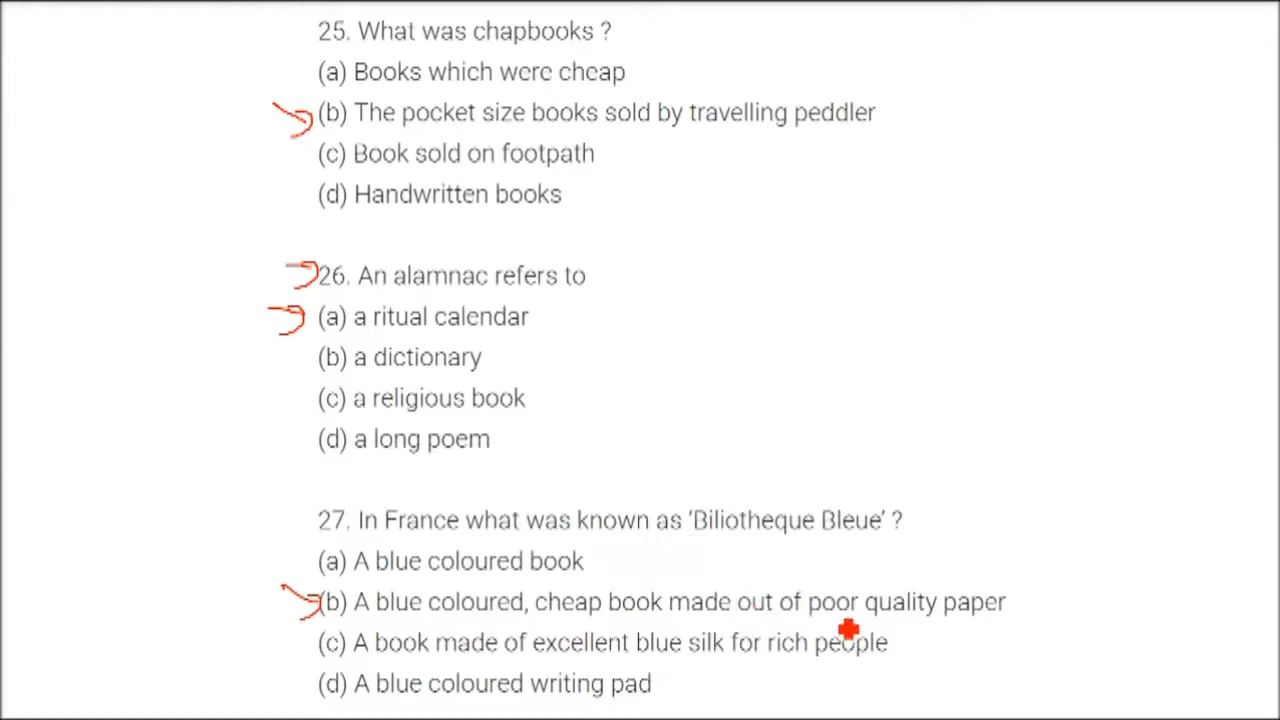 25. What was chapbooks ?
(a) Books which were cheap
(b) The pocket size books sold by travelling peddler
(c) Book sold on footpath
(d) Handwritten books
26. An alamnac refers to
(a) a ritual calendar
(b) a dictionary
(c) a religious book
(d) a long poem
27. In France what was known as ‘Biliotheque Bleue’ ?
(a) A blue coloured book
(b) A blue coloured, cheap book made out of poor quality paper
(c) A book made of excellent blue silk for rich people
(d) A blue coloured writing pad